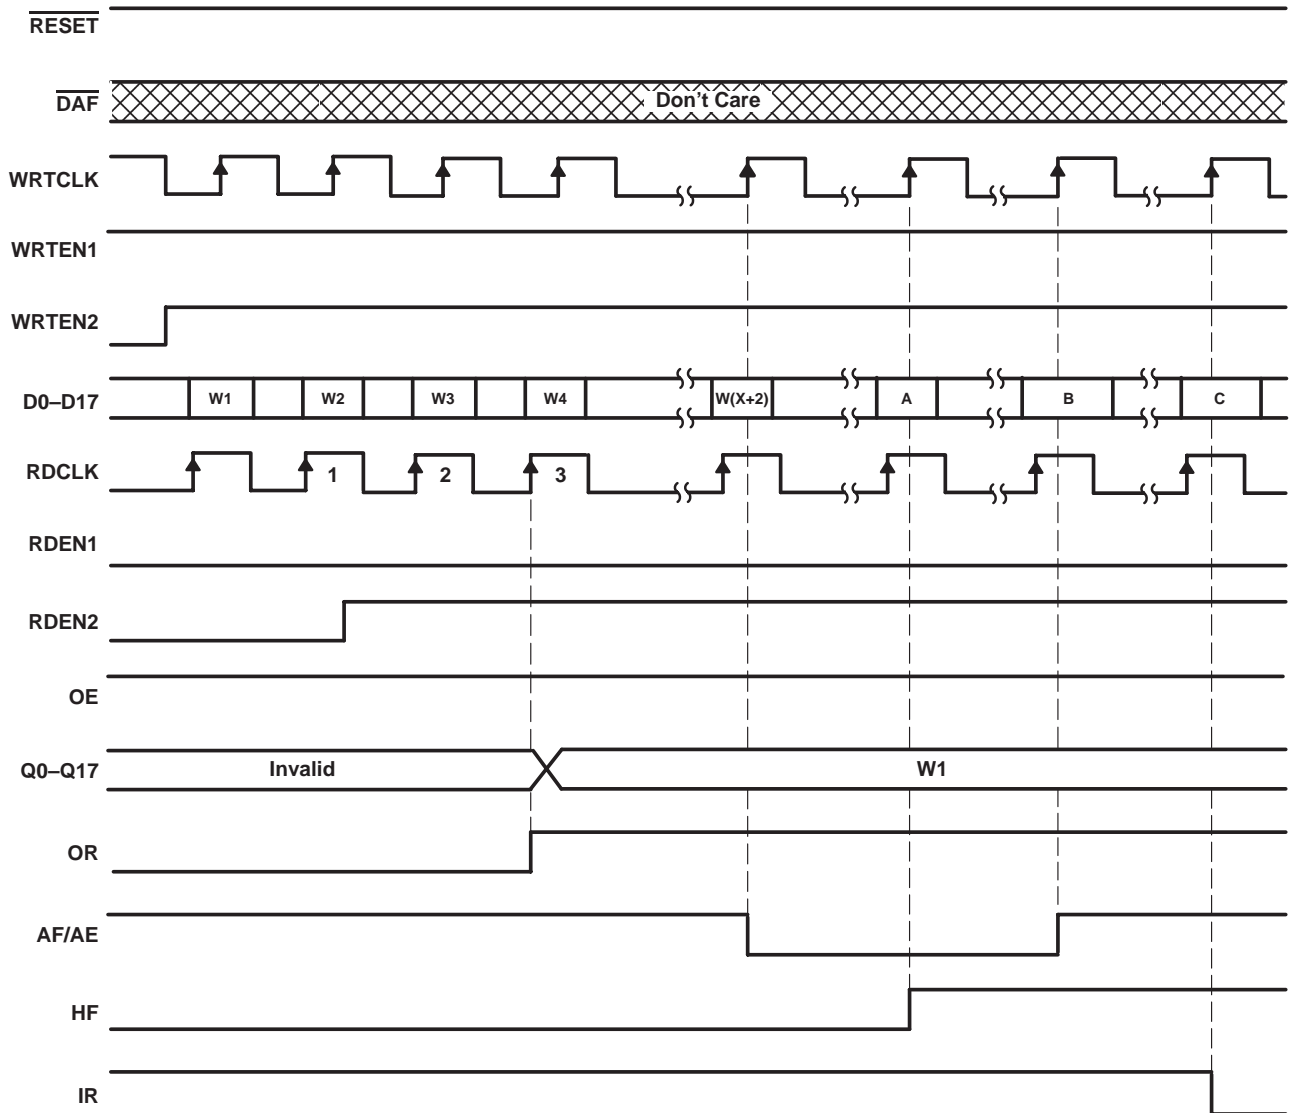 RESET
DAF Don't Care
WRTCLK
WRTEN1
WRTEN2
D0–D17 W1 W2 W3 W4 W(X+2) A B C
RDCLK 1 2 3
RDEN1
RDEN2
OE
Q0–Q17 Invalid W1
OR
AF/AE
HF
IR